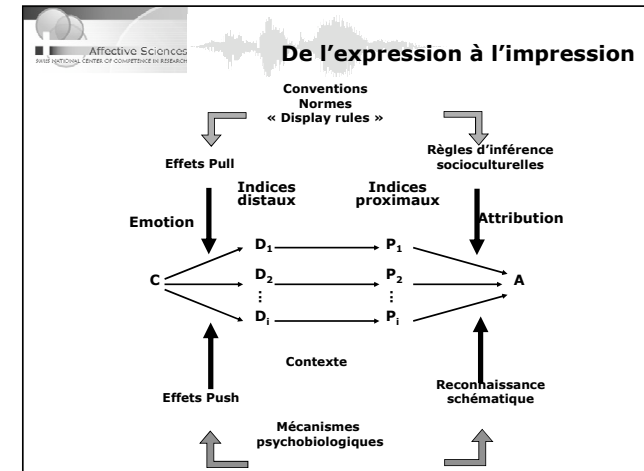 Affective Sciences
SWISS NATIONAL CENTER OF COMPETENCE IN RESEARCH
De l’expression à l’impression
Conventions
Normes
« Display rules »
Effets Pull
Règles d’inférence
socioculturelles
Indices
distaux
Indices
proximaux
Emotion
Attribution
D1
P1
C
D2
P2
A
⋮
⋮
Di
Pi
Contexte
Effets Push
Reconnaissance
schématique
Mécanismes
psychobiologiques